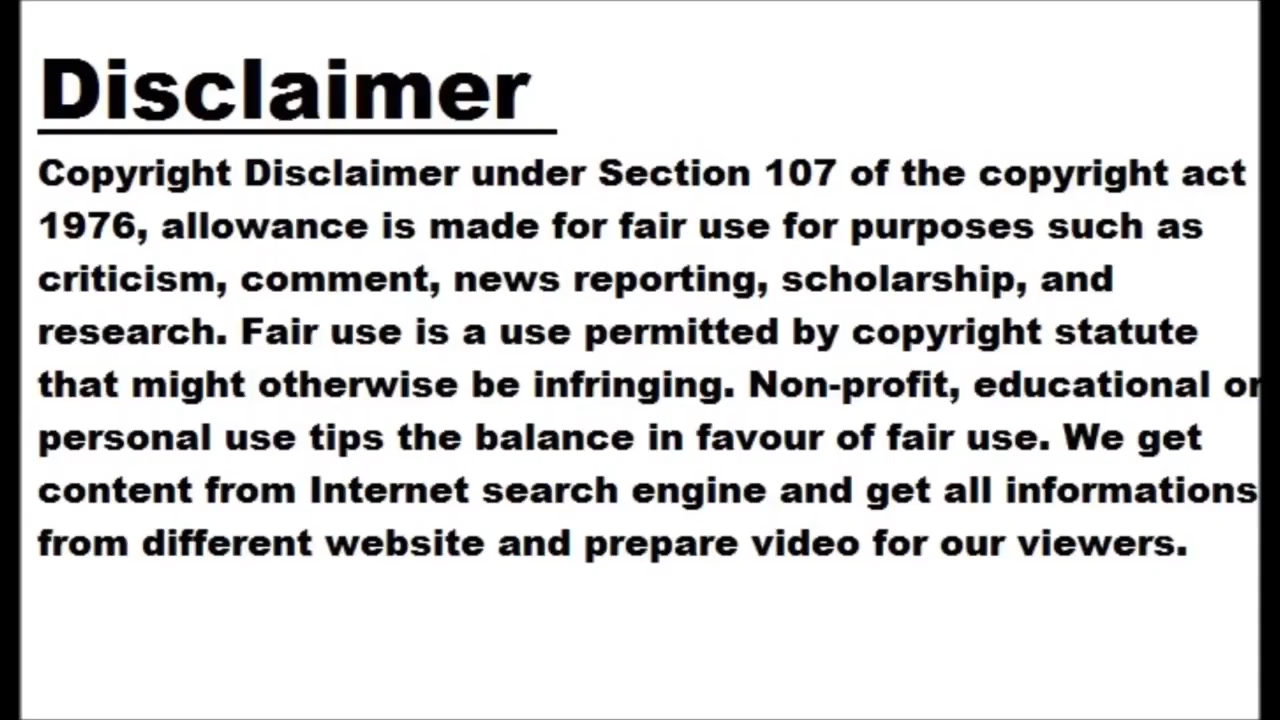 Disclaimer
Copyright Disclaimer under Section 107 of the copyright act
1976, allowance is made for fair use for purposes such as
criticism, comment, news reporting, scholarship, and
research. Fair use is a use permitted by copyright statute
that might otherwise be infringing. Non-profit, educational or
personal use tips the balance in favour of fair use. We get
content from Internet search engine and get all informations
from different website and prepare video for our viewers.